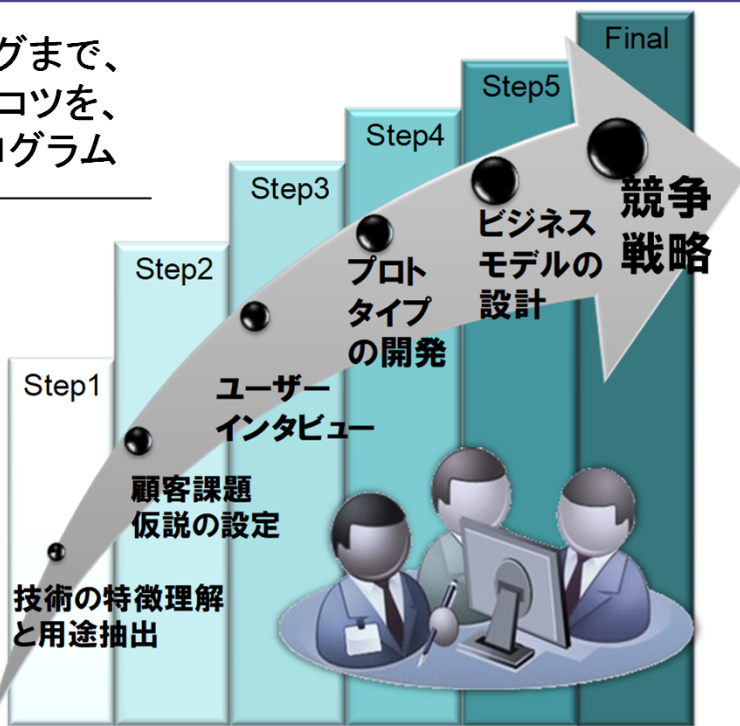 グまで、
コツを、
ログラム
Final
Step5
Step4
Step3
Step2
Step1
競争
戦略
ビジネス
モデルの
設計
プロト
タイプ
の開発
ユーザー
インタビュー
顧客課題
仮説の設定
技術の特徴理解
と用途抽出